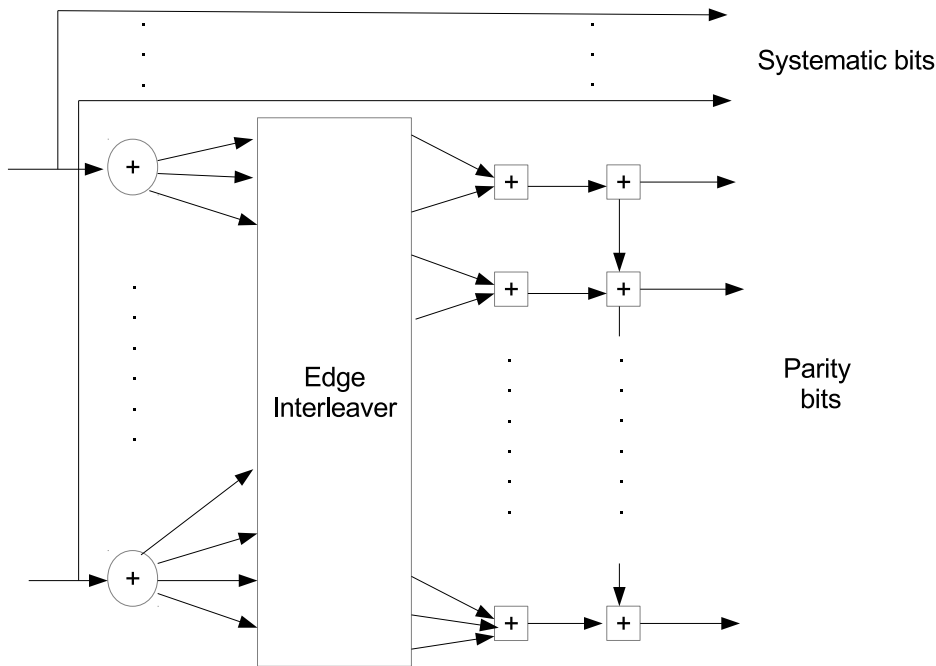 Systematic bits
+
+
+
+
+
Edge
Interleaver
Parity
bits
+
+
+